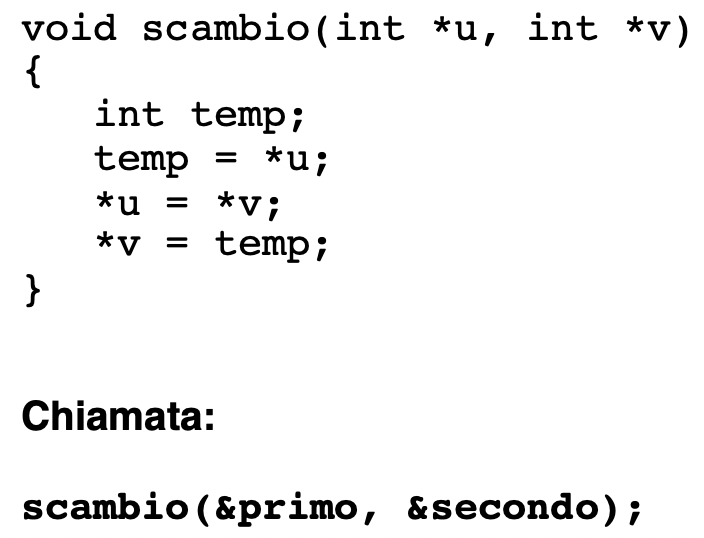 void scambio(int *u, int *v)
{
   int temp;
   temp = *u;
   *u = *v;
   *v = temp;
}
Chiamata:
scambio(&primo, &secondo);